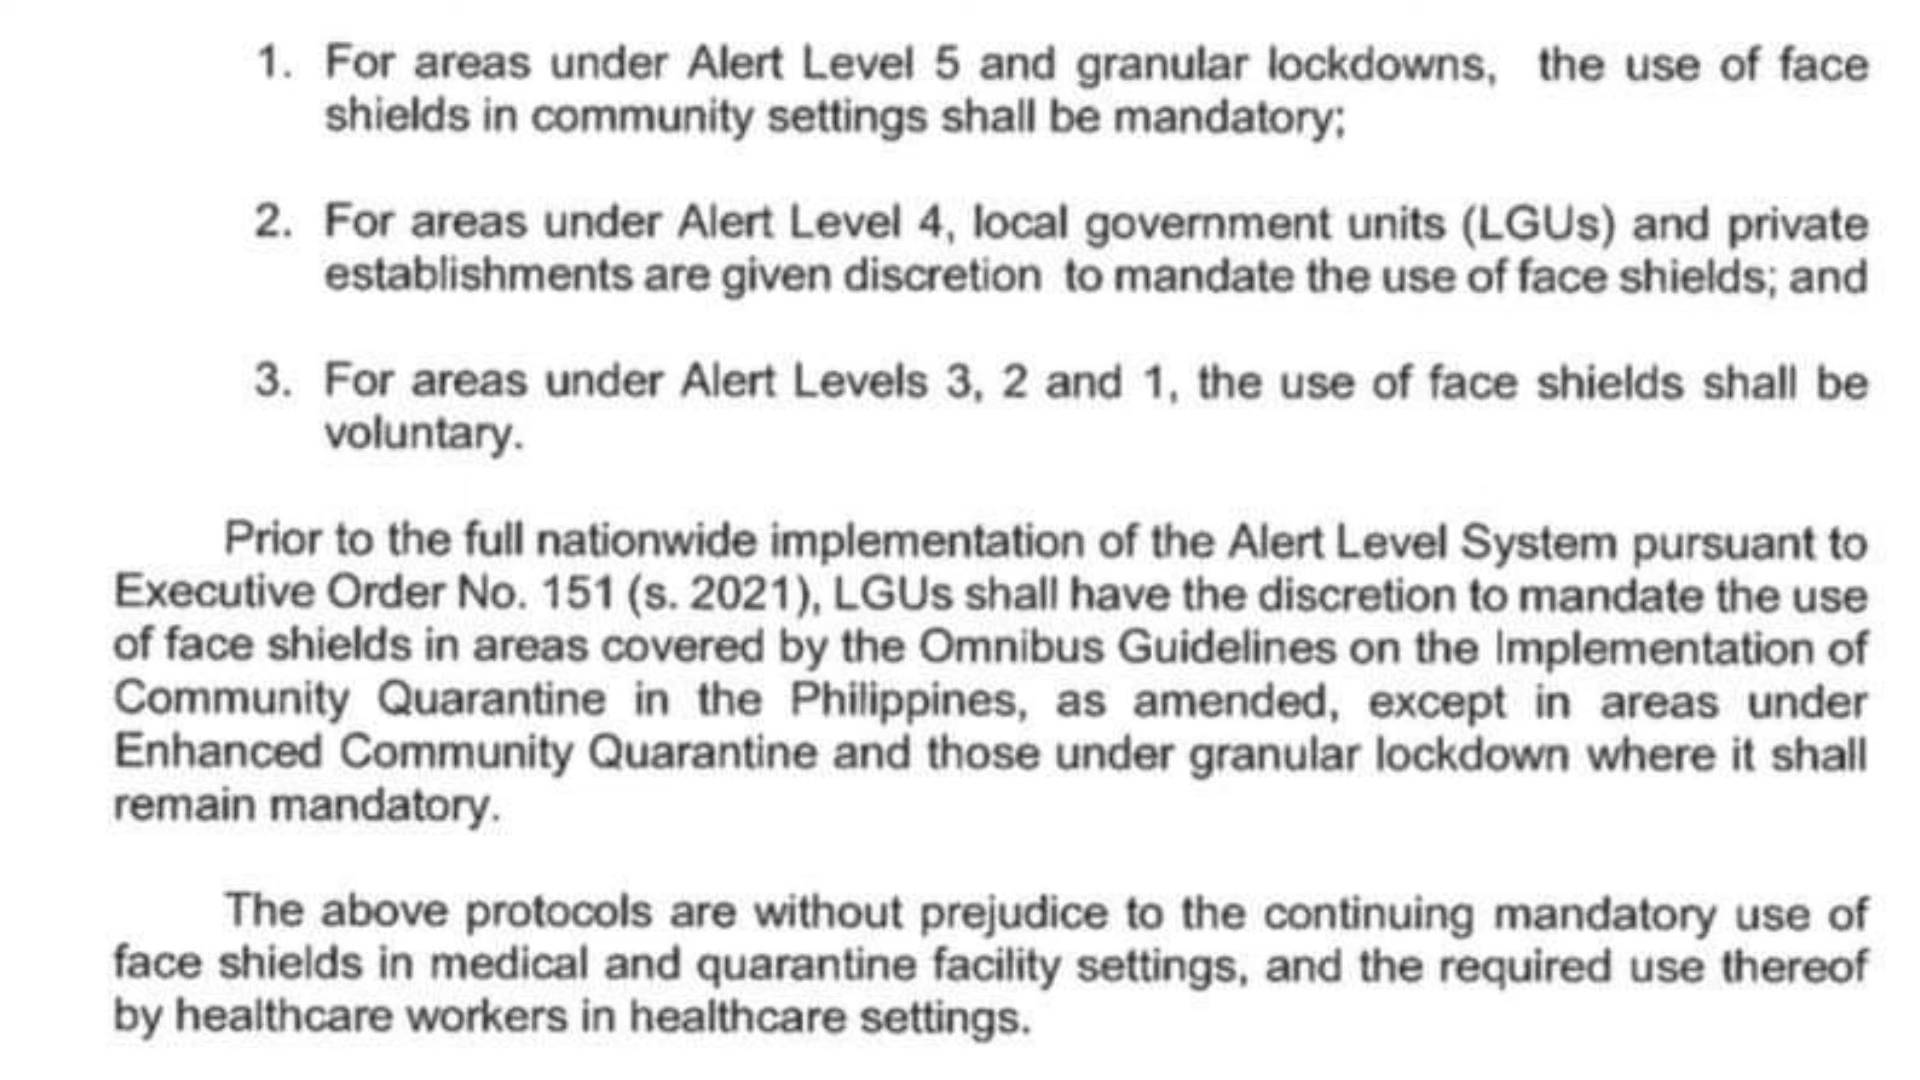 1. For areas under Alert Level 5 and granular lockdowns, the use of face
shields in community settings shall be mandatory;
2. For areas under Alert Level 4, local government units (LGUs) and private
establishments are given discretion to mandate the use of face shields; and
3. For areas under Alert Levels 3, 2 and 1, the use of face shields shall be
voluntary.
Prior to the full nationwide implementation of the Alert Level System pursuant to
Executive Order No. 151 (s. 2021), LGUs shall have the discretion to mandate the use
of face shields in areas covered by the Omnibus Guidelines on the Implementation of
Community Quarantine in the Philippines, as amended, except in areas under
Enhanced Community Quarantine and those under granular lockdown where it shall
remain mandatory.
The above protocols are without prejudice to the continuing mandatory use of
face shields in medical and quarantine facility settings, and the required use thereof
by healthcare workers in healthcare settings.